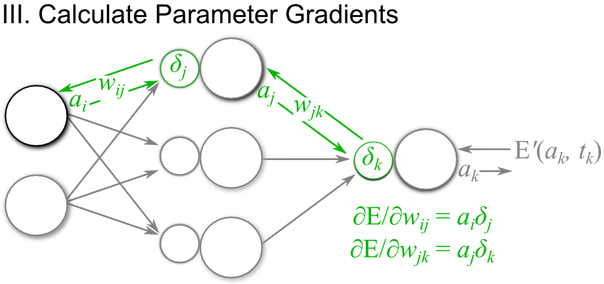 III. Calculate Parameter Gradients
δj
wij
ai
aj
wjk
δk
E'(ak, tk)
ak
∂E/∂wij = aiδj
∂E/∂wjk = ajδk